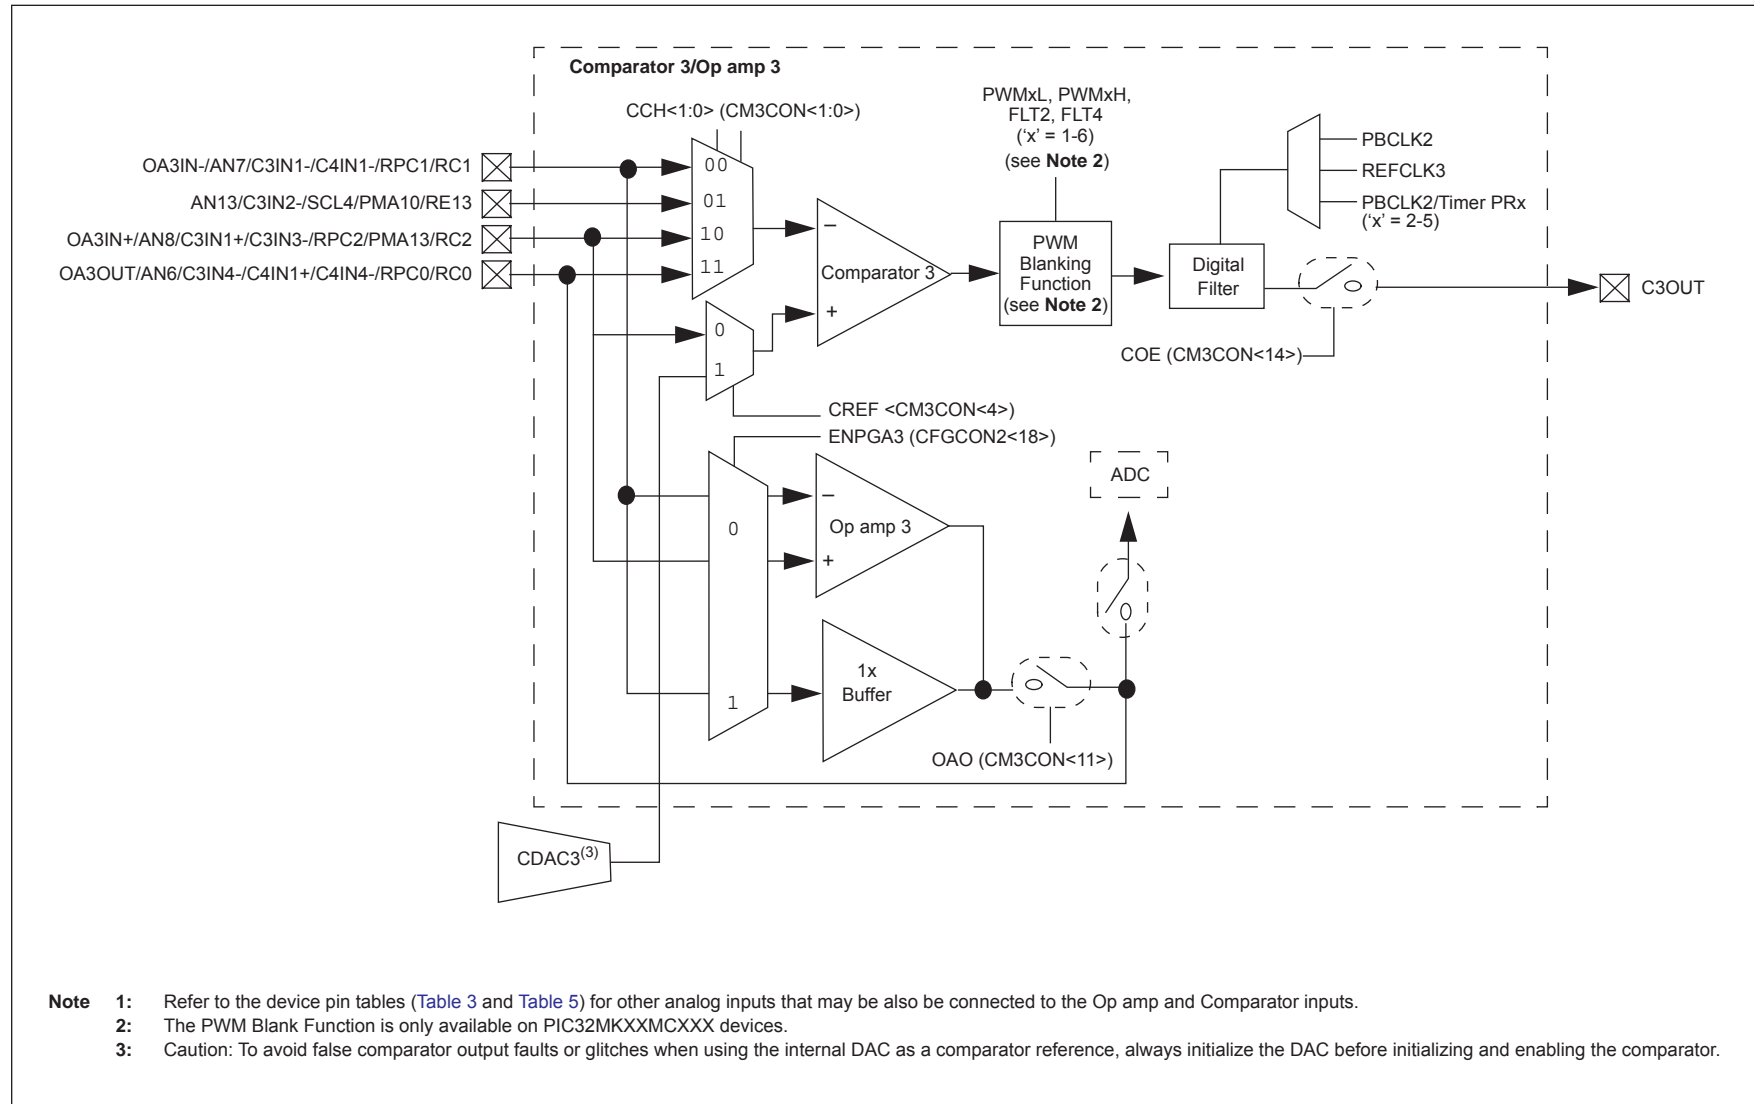 Comparator 3/Op amp 3
CCH<1:0> (CM3CON<1:0>)
PWMxL, PWMxH,
FLT2, FLT4
(‘x’ = 1-6)
(see Note 2)
OA3IN-/AN7/C3IN1-/C4IN1-/RPC1/RC1
AN13/C3IN2-/SCL4/PMA10/RE13
OA3IN+/AN8/C3IN1+/C3IN3-/RPC2/PMA13/RC2
OA3OUT/AN6/C3IN4-/C4IN1+/C4IN4-/RPC0/RC0
00
01
10
11
–
Comparator 3
+
0
1
PWM
Blanking
Function
(see Note 2)
Digital
Filter
PBCLK2
REFCLK3
PBCLK2/Timer PRx
(‘x’ = 2-5)
C3OUT
COE (CM3CON<14>)
CREF <CM3CON<4>)
ENPGA3 (CFGCON2<18>)
ADC
0
1
–
Op amp 3
+
1x
Buffer
OAO (CM3CON<11>)
CDAC3(3)
Note 1: Refer to the device pin tables (Table 3 and Table 5) for other analog inputs that may be also be connected to the Op amp and Comparator inputs.
2: The PWM Blank Function is only available on PIC32MKXXMCXXX devices.
3: Caution: To avoid false comparator output faults or glitches when using the internal DAC as a comparator reference, always initialize the DAC before initializing and enabling the comparator.